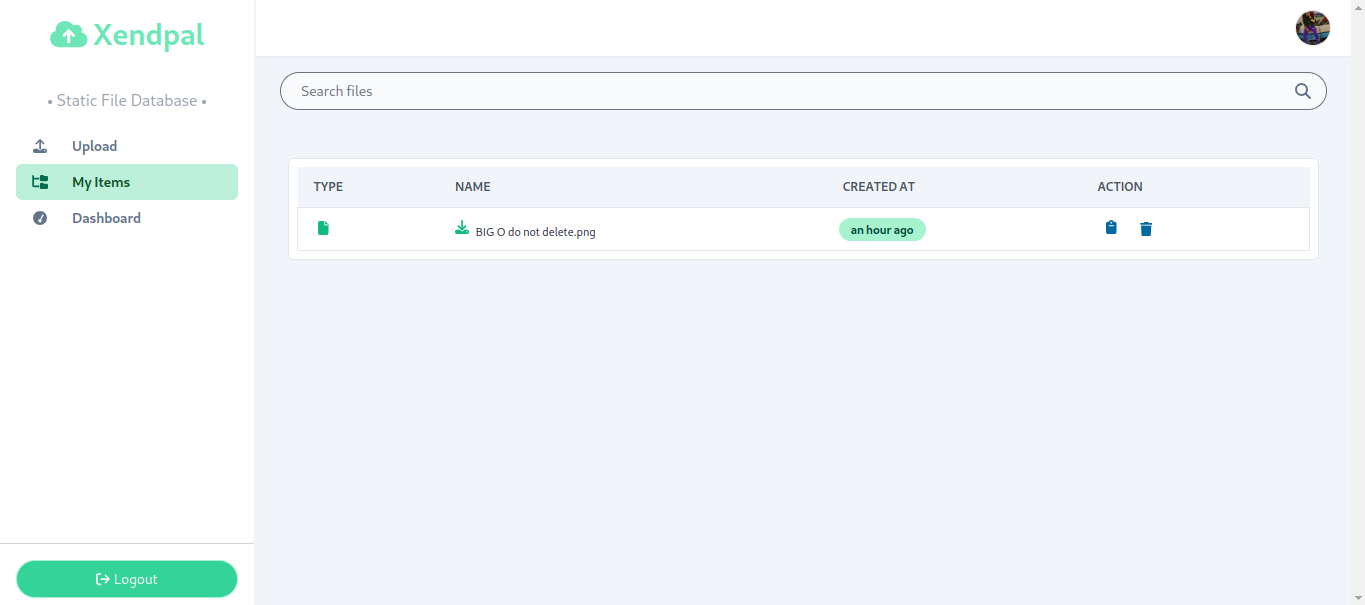 Xendpal
• Static File Database •
Upload
My Items
Dashboard
Logout
Search files
TYPE NAME CREATED AT ACTION
BIG O do not delete.png an hour ago